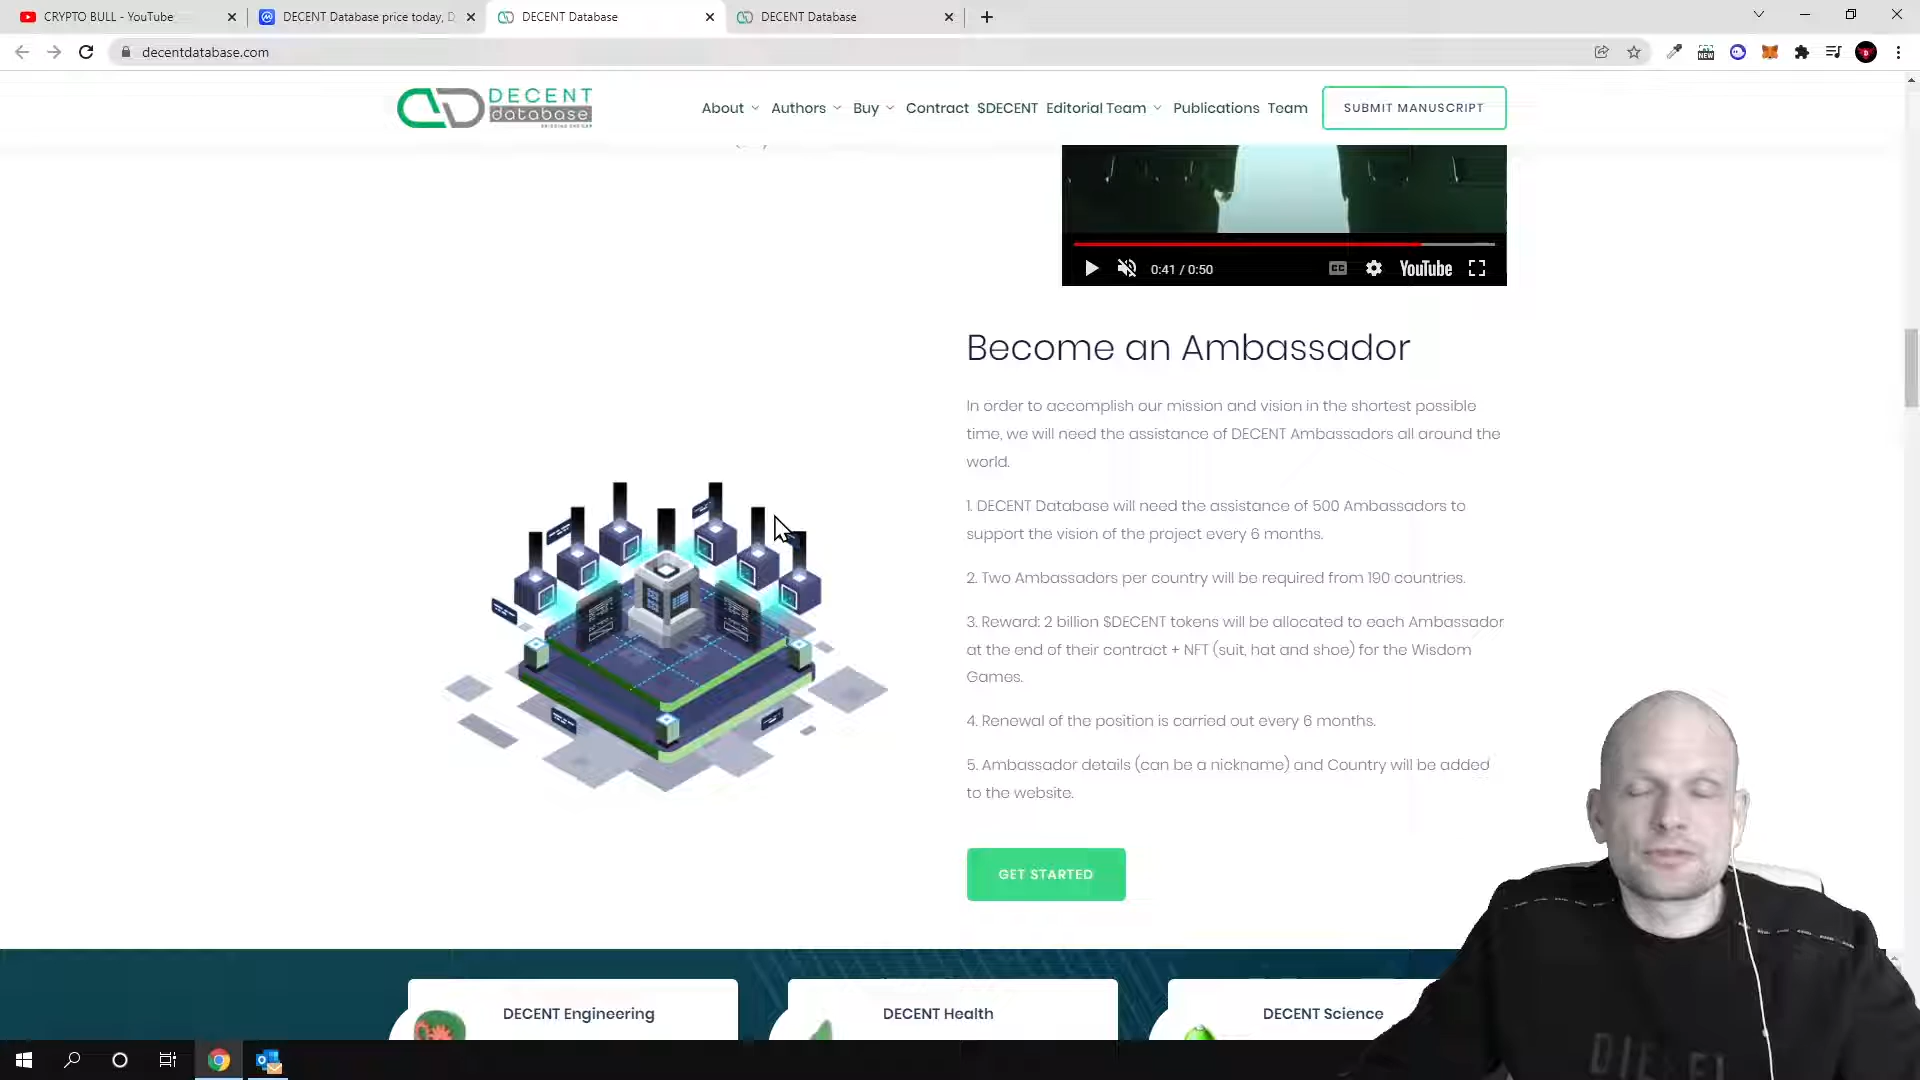 CRYPTO BULL - YouTube
DECENT Database price today, D
DECENT Database
DECENT Database
decentdatabase.com
NEW
DECENT
database
About
Authors
Buy
Contract
$DECENT
Editorial Team
Publications
Team
SUBMIT MANUSCRIPT
0:41 / 0:50
CC
YouTube
Become an Ambassador
In order to accomplish our mission and vision in the shortest possible
time, we will need the assistance of DECENT Ambassadors all around the
world.
1. DECENT Database will need the assistance of 500 Ambassadors to
support the vision of the project every 6 months.
2. Two Ambassadors per country will be required from 190 countries.
3. Reward: 2 billion $DECENT tokens will be allocated to each Ambassador
at the end of their contract + NFT (suit, hat and shoe) for the Wisdom
Games.
4. Renewal of the position is carried out every 6 months.
5. Ambassador details (can be a nickname) and Country will be added
to the website.
GET STARTED
DECENT Engineering
DECENT Health
DECENT Science
DIESEL